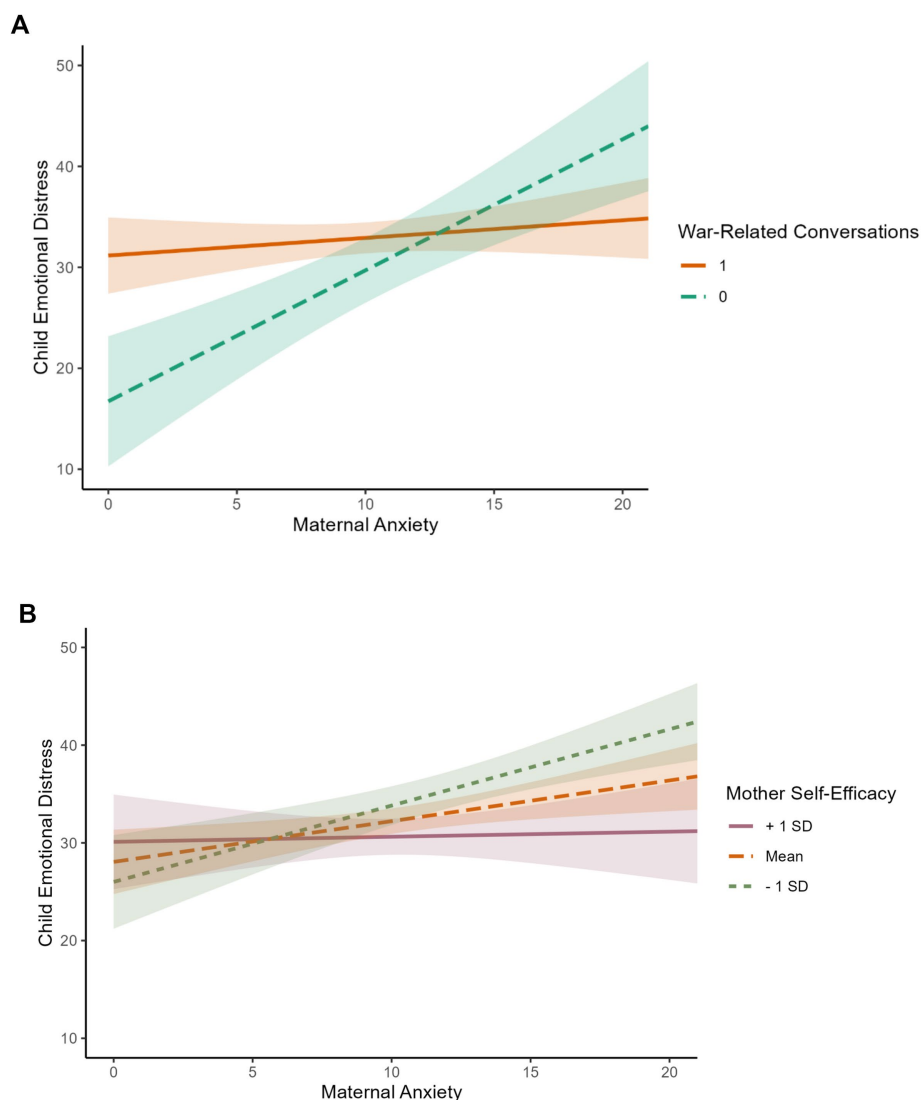 A
50
40
30
20
10
Child Emotional Distress
0 5 10 15 20
Maternal Anxiety
War-Related Conversations
1
0
B
50
40
30
20
10
Child Emotional Distress
0 5 10 15 20
Maternal Anxiety
Mother Self-Efficacy
+ 1 SD
Mean
- 1 SD